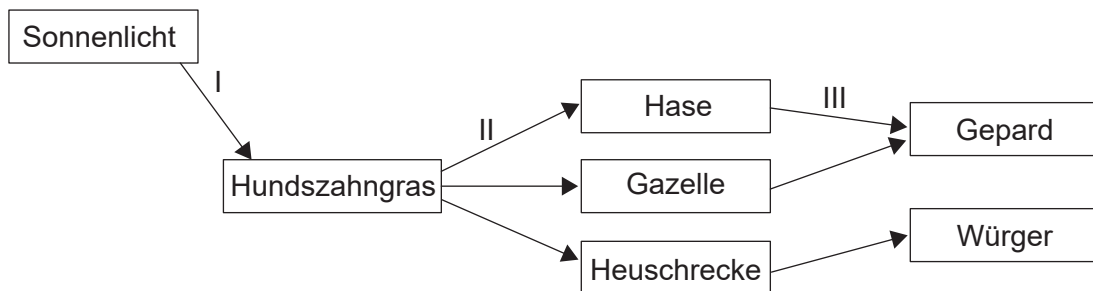 Sonnenlicht
I
Hundszahngras
II
Hase
III
Gepard
Gazelle
Heuschrecke
Würger